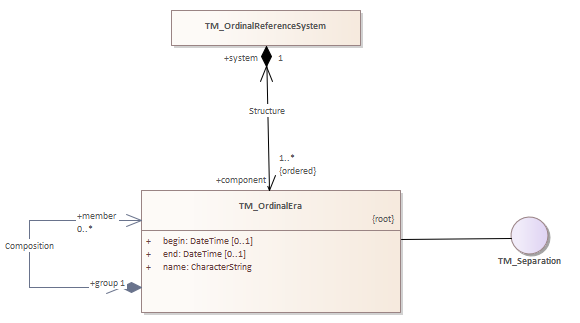 TM_OrdinalReferenceSystem
+system 1
Structure
1..*
{ordered}
+component
TM_OrdinalEra
{root}
+ begin: DateTime [0..1]
+ end: DateTime [0..1]
+ name: CharacterString
+member
0..*
Composition
+group 1
TM_Separation